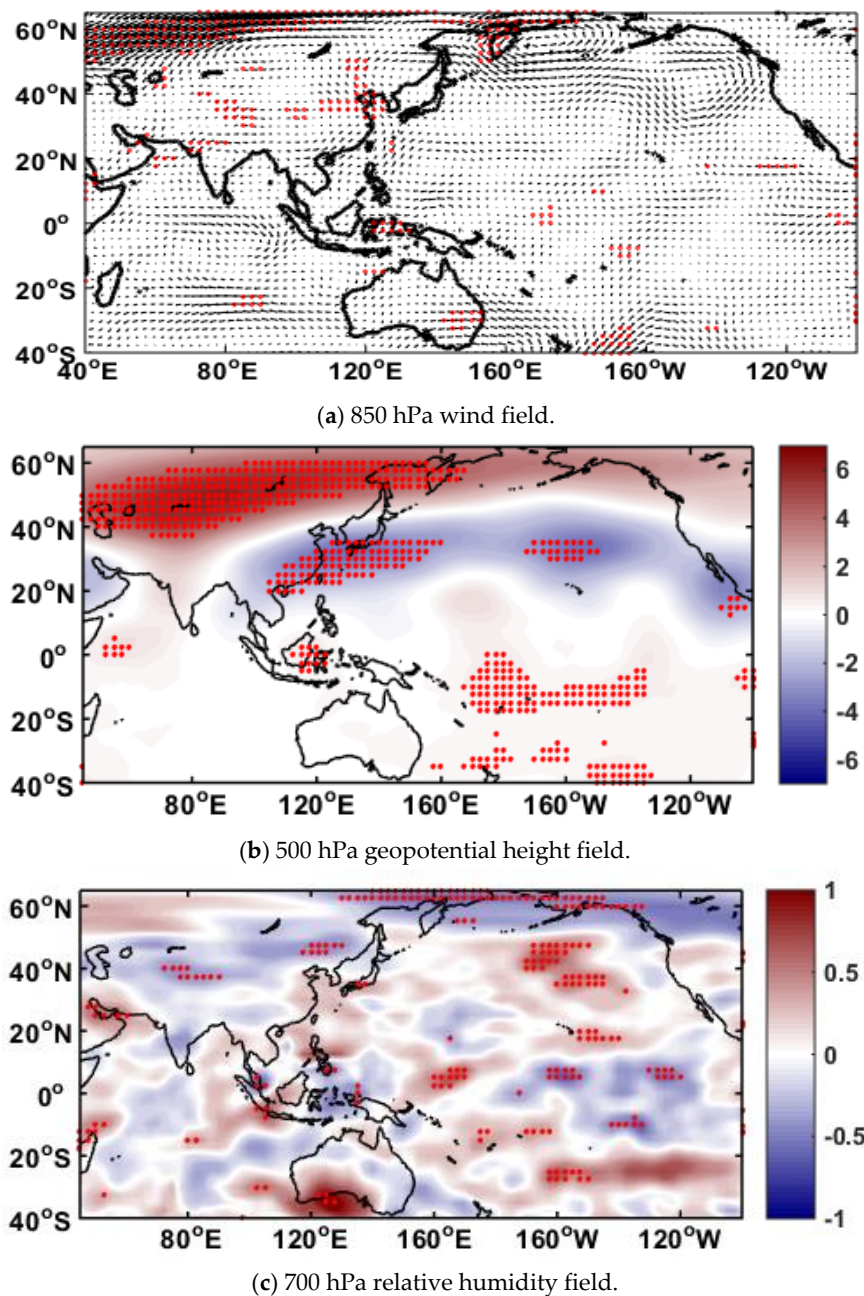 60°N
40°N
20°N
0°
20°S
40°S
40°E 80°E 120°E 160°E 160°W 120°W
(a) 850 hPa wind field.
60°N
40°N
20°N
0°
20°S
40°S
80°E 120°E 160°E 160°W 120°W
6
4
2
0
-2
-4
-6
(b) 500 hPa geopotential height field.
60°N
40°N
20°N
0°
20°S
40°S
80°E 120°E 160°E 160°W 120°W
1
0.5
0
-0.5
-1
(c) 700 hPa relative humidity field.